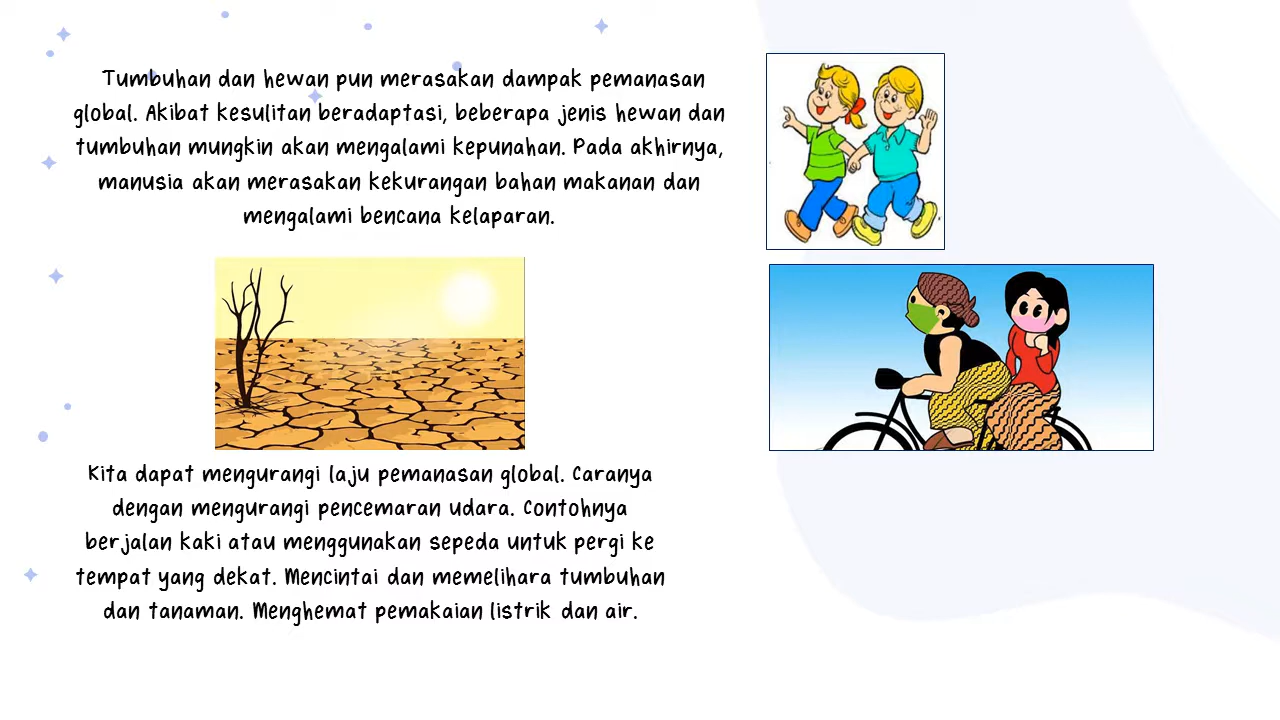 Tumbuhan dan hewan pun merasakan dampak pemanasan
global. Akibat kesulitan beradaptasi, beberapa jenis hewan dan
tumbuhan mungkin akan mengalami kepunahan. Pada akhirnya,
manusia akan merasakan kekurangan bahan makanan dan
mengalami bencana kelaparan.
Kita dapat mengurangi laju pemanasan global. Caranya
dengan mengurangi pencemaran udara. Contohnya
berjalan kaki atau menggunakan sepeda untuk pergi ke
tempat yang dekat. Mencintai dan memelihara tumbuhan
dan tanaman. Menghemat pemakaian listrik dan air.